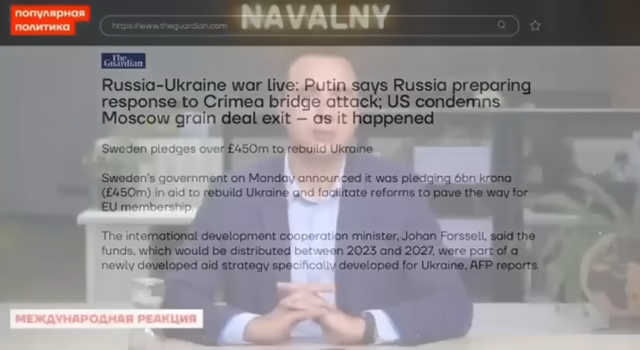 популярная
политика
NAVALNY
https://www.theguardian.com
The
Guardian
Russia-Ukraine war live: Putin says Russia preparing
response to Crimea bridge attack; US condemns
Moscow grain deal exit – as it happened
Sweden pledges over £450m to rebuild Ukraine
Sweden's government on Monday announced it was pledging 6bn krona
(£450m) in aid to rebuild Ukraine and facilitate reforms to pave the way for
EU membership.
The international development cooperation minister, Johan Forssell, said the
funds, which would be distributed between 2023 and 2027, were part of a
newly developed aid strategy specifically developed for Ukraine, AFP reports.
МЕЖДУНАРОДНАЯ РЕАКЦИЯ